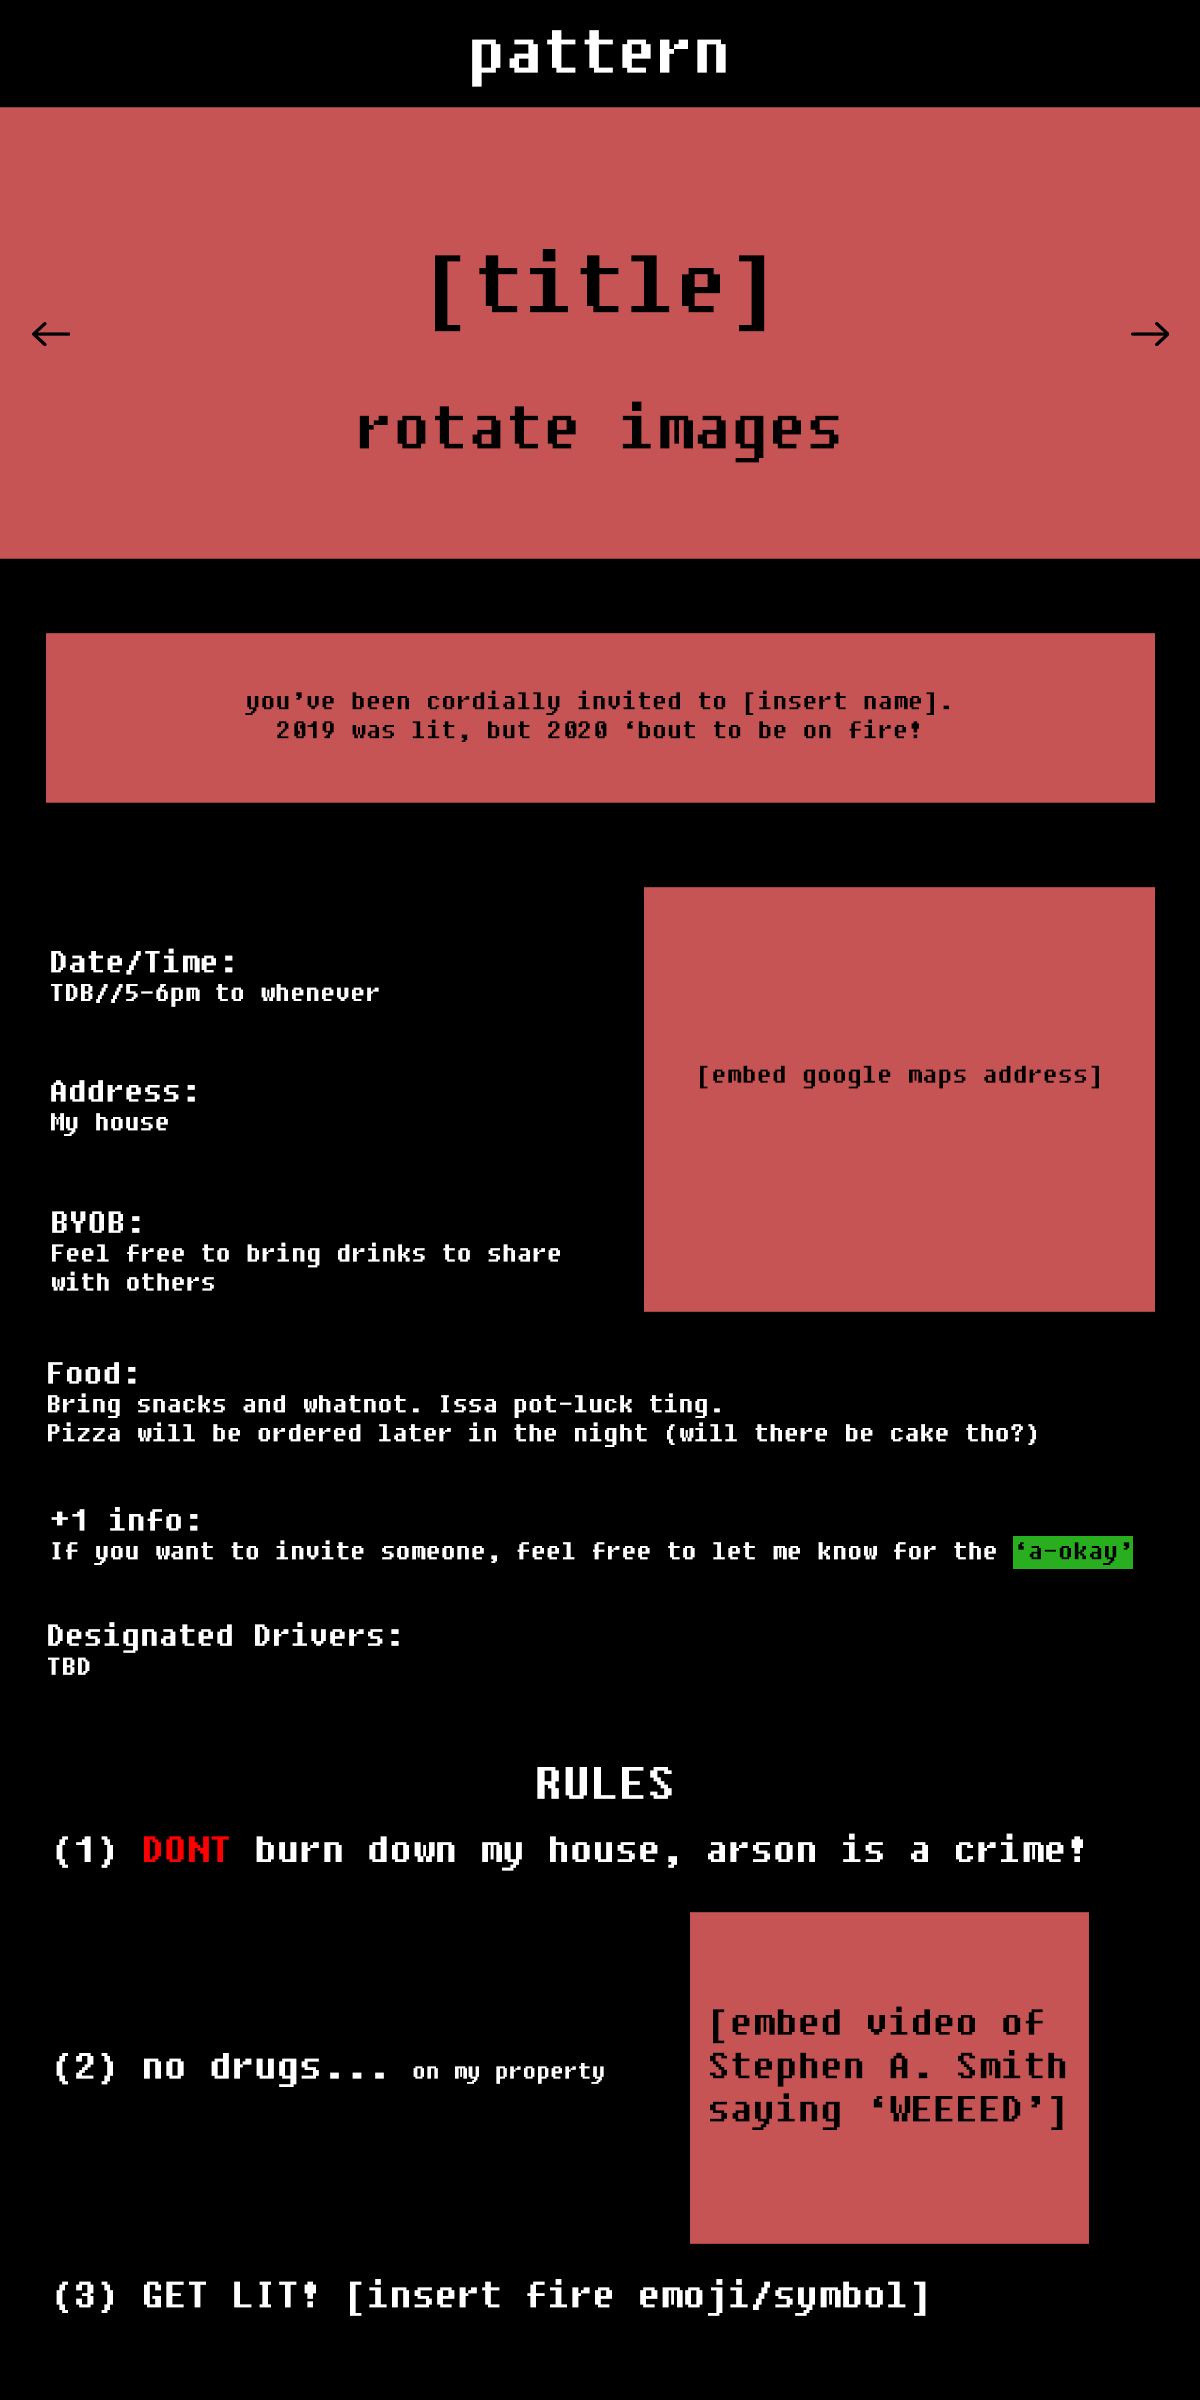 pattern
[title]
rotate images
you’ve been cordially invited to [insert name].
2019 was lit, but 2020 ‘bout to be on fire!
Date/Time:
TDB//5-6pm to whenever
Address:
My house
[embed google maps address]
BYOB:
Feel free to bring drinks to share
with others
Food:
Bring snacks and whatnot. Issa pot-luck ting.
Pizza will be ordered later in the night (will there be cake tho?)
+1 info:
If you want to invite someone, feel free to let me know for the ‘a-okay’
Designated Drivers:
TBD
RULES
(1) DONT burn down my house, arson is a crime!
(2) no drugs... on my property
[embed video of
Stephen A. Smith
saying ‘WEEEED’]
(3) GET LIT! [insert fire emoji/symbol]